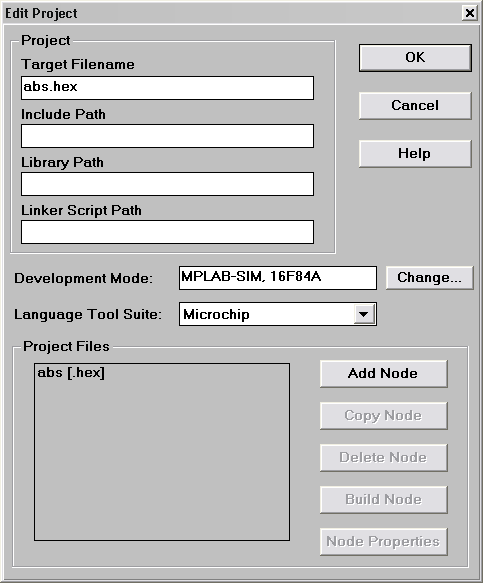 Edit Project
Project
Target Filename
abs.hex
Include Path
Library Path
Linker Script Path
OK
Cancel
Help
Development Mode:
MPLAB-SIM, 16F84A
Change...
Language Tool Suite:
Microchip
Project Files
abs [.hex]
Add Node
Copy Node
Delete Node
Build Node
Node Properties